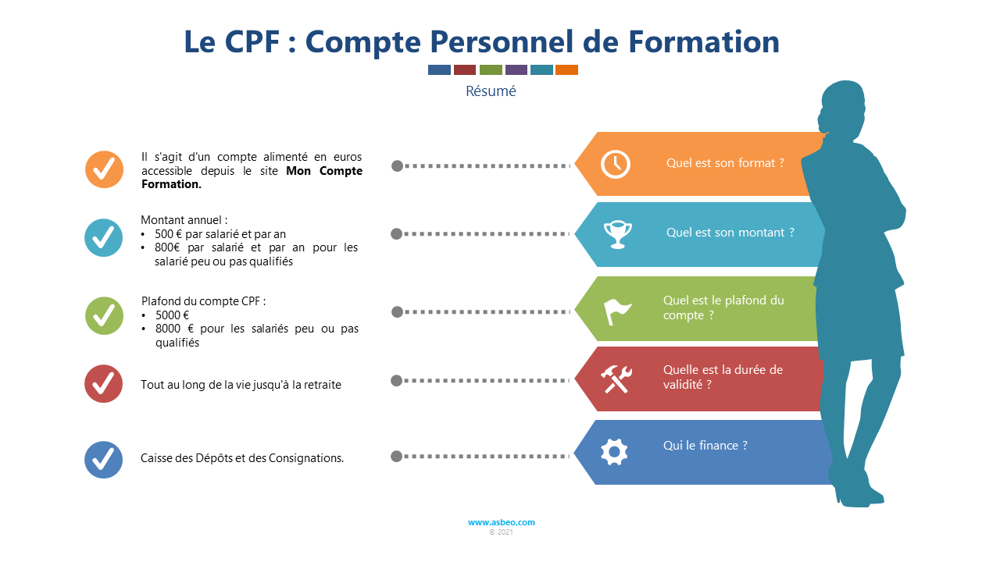 Le CPF : Compte Personnel de Formation
Résumé
Il s'agit d'un compte alimenté en euros
accessible depuis le site Mon Compte
Formation.
Quel est son format ?
Montant annuel :
• 500 € par salarié et par an
• 800€ par salarié et par an pour les
salarié peu ou pas qualifiés
Quel est son montant ?
Plafond du compte CPF :
• 5000 €
• 8000 € pour les salariés peu ou pas
qualifiés
Quel est le plafond du
compte ?
Tout au long de la vie jusqu'à la retraite
Quelle est la durée de
validité ?
Caisse des Dépôts et des Consignations.
Qui le finance ?
www.asbeo,com
© 2021